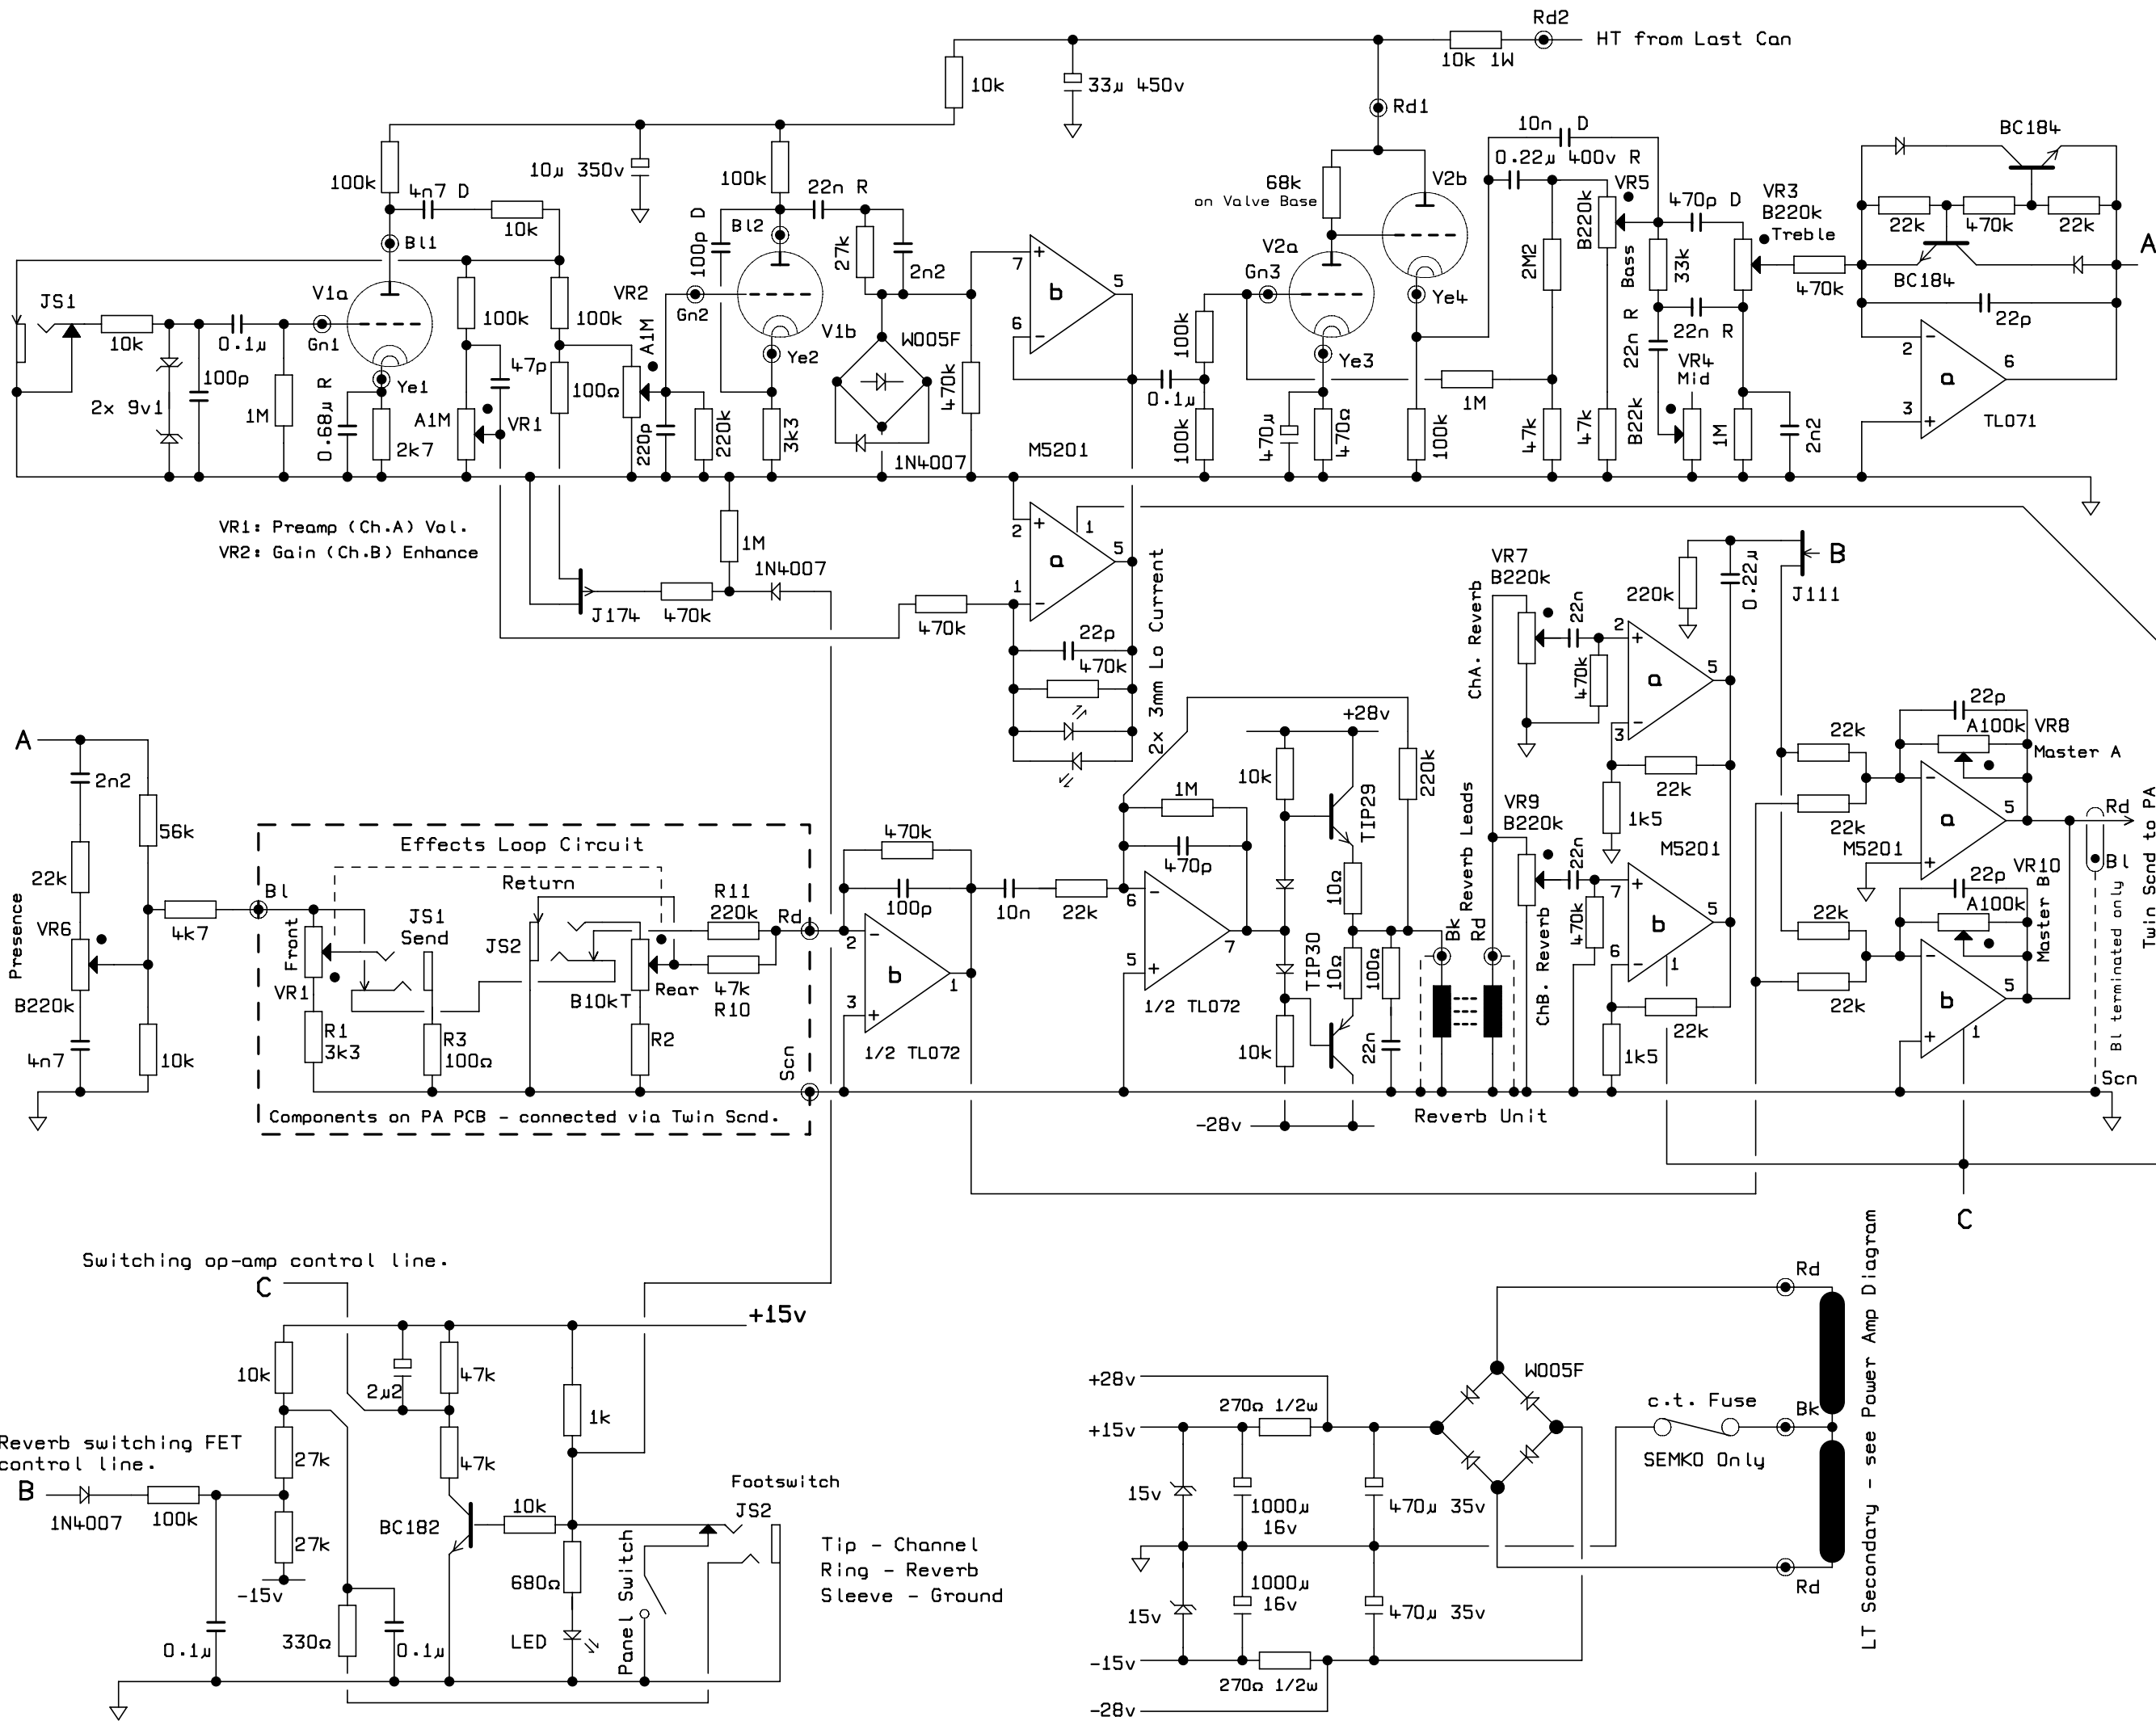 Rd2
HT from Last Can
10k 1W
10k
33µ 450v
Rd1
10n D
BC184
0.22µ 400v R
10µ 350v
100k
100k
4n7 D
22n R
68k
on Valve Base
V2b
VR5
VR3
B220k
Treble
470p D
22k
470k
22k
A
10k
Bl1
100p D
Bl2
27k
2n2
V2a
Gn3
2M2
B220k
Bass
33k
470k
BC184
22p
JS1
V1a
VR2
Gn2
V1b
W005F
7
+
b
5
6
-
Ye4
100k
100k
100k
22n R
22n R
10k
0.1µ
Gn1
A1M
Ye2
Ye3
VR4
Mid
2
-
a
6
3
+
TL071
100p
47p
100Ω
470k
0.1µ
1M
2x 9v1
1M
0.68µ R
Ye1
2k7
A1M
VR1
220p
220k
3k3
1N4007
M5201
100k
470µ
470Ω
100k
47k
47k
B22k
1M
2n2
VR1: Preamp (Ch.A) Vol.
VR2: Gain (Ch.B) Enhance
1M
1N4007
J174
470k
470k
2
+
1
a
5
1
-
22p
470k
2x 3mm Lo Current
VR7
B220k
ChA. Reverb
22n
220k
0.22µ
B
J111
2
+
a
5
3
-
470k
22k
1k5
A
2n2
56k
22k
Presence
VR6
B220k
4n7
10k
4k7
Bl
Effects Loop Circuit
Return
Front
JS1
Send
VR1
R1
3k3
R3
100Ω
JS2
B10kT
Rear
R2
R11
220k
47k
R10
Rd
Scn
Components on PA PCB - connected via Twin Scnd.
470k
100p
2
-
b
3
+
1
1/2 TL072
10n
22k
1M
470p
6
-
5
+
7
1/2 TL072
+28v
10k
TIP29
10Ω
220k
TIP30
10Ω
100Ω
10k
22n
-28v
Bk
Rd
Reverb Leads
Reverb Unit
VR9
B220k
ChB. Reverb
22n
470k
M5201
7
+
b
5
6
-
1
22k
1k5
22k
22k
M5201
22p
A100k
VR8
Master A
-
a
5
+
Rd
Bl
Bl terminated only
Twin Scnd to PA
VR10
22p
A100k
Master B
22k
22k
-
b
5
+
1
Scn
C
Switching op-amp control line.
C
+15v
10k
2µ2
47k
1k
27k
47k
Reverb switching FET
control line.
B
1N4007
100k
27k
-15v
BC182
10k
680Ω
LED
Panel Switch
Footswitch
JS2
Tip - Channel
Ring - Reverb
Sleeve - Ground
0.1µ
330Ω
0.1µ
+28v
+15v
270Ω 1/2w
W005F
Rd
c.t. Fuse
Bk
SEMKO Only
LT Secondary - see Power Amp Diagram
15v
1000µ
16v
470µ 35v
15v
1000µ
16v
470µ 35v
Rd
-15v
270Ω 1/2w
-28v